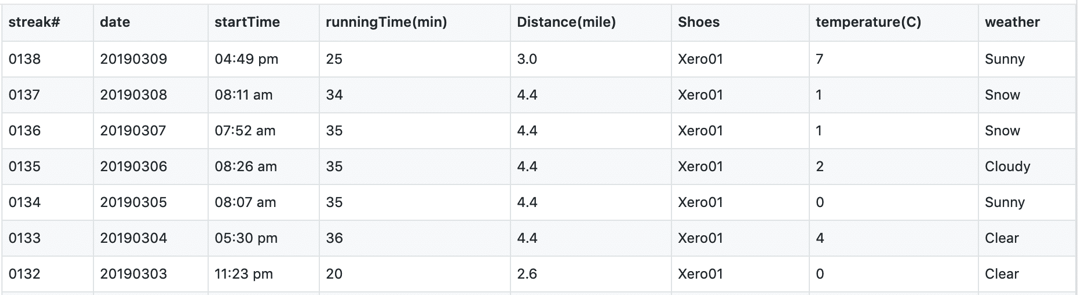 streak# date startTime runningTime(min) Distance(mile) Shoes temperature(C) weather
0138 20190309 04:49 pm 25 3.0 Xero01 7 Sunny
0137 20190308 08:11 am 34 4.4 Xero01 1 Snow
0136 20190307 07:52 am 35 4.4 Xero01 1 Snow
0135 20190306 08:26 am 35 4.4 Xero01 2 Cloudy
0134 20190305 08:07 am 35 4.4 Xero01 0 Sunny
0133 20190304 05:30 pm 36 4.4 Xero01 4 Clear
0132 20190303 11:23 pm 20 2.6 Xero01 0 Clear